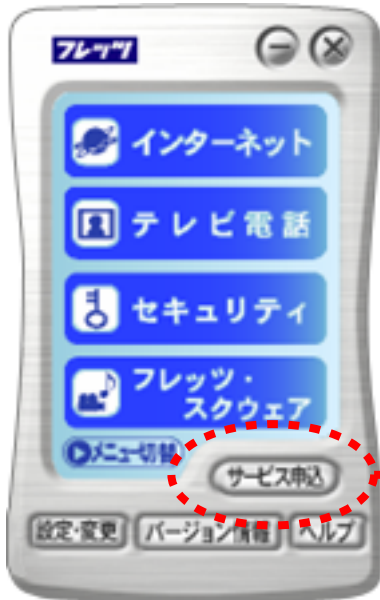 フレッツ
インターネット
テレビ電話
セキュリティ
フレッツ・
スクウェア
メニュー切替
サービス申込
設定・変更 バージョン情報 ヘルプ